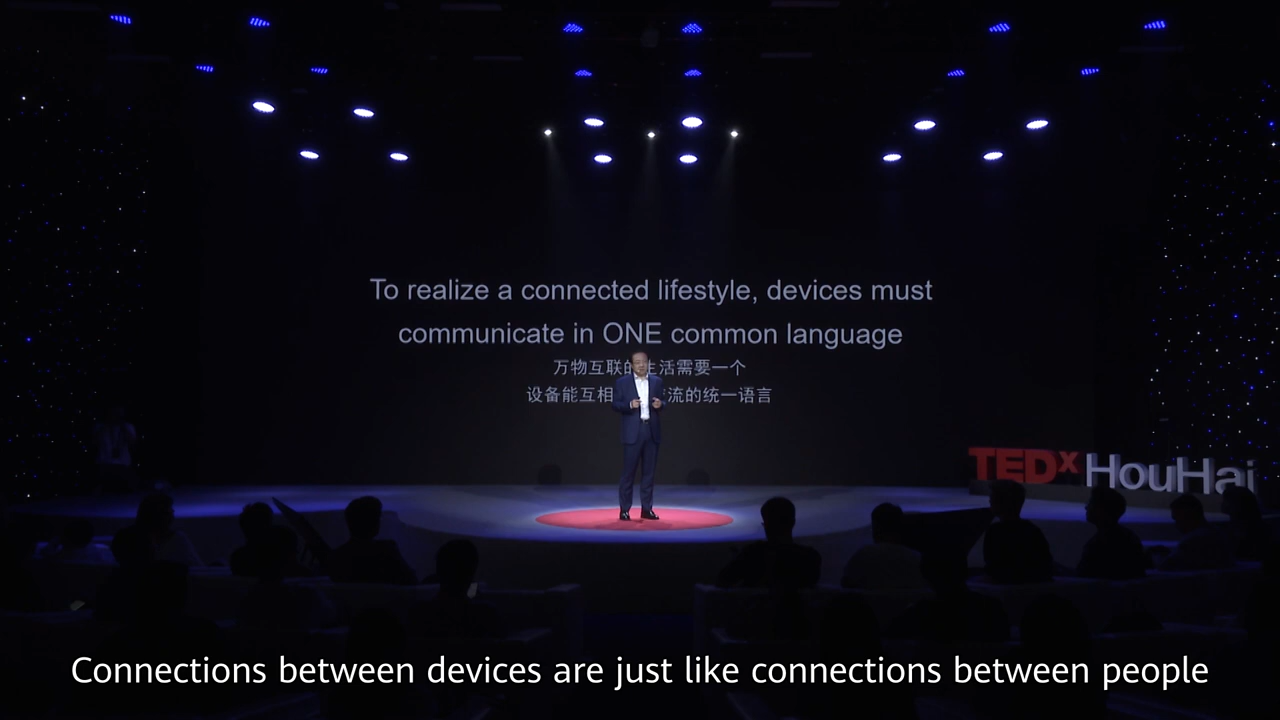 To realize a connected lifestyle, devices must
communicate in ONE common language
万物互联的生活需要一个
设备能互相 流的统一语言
TEDx HouHai
Connections between devices are just like connections between people